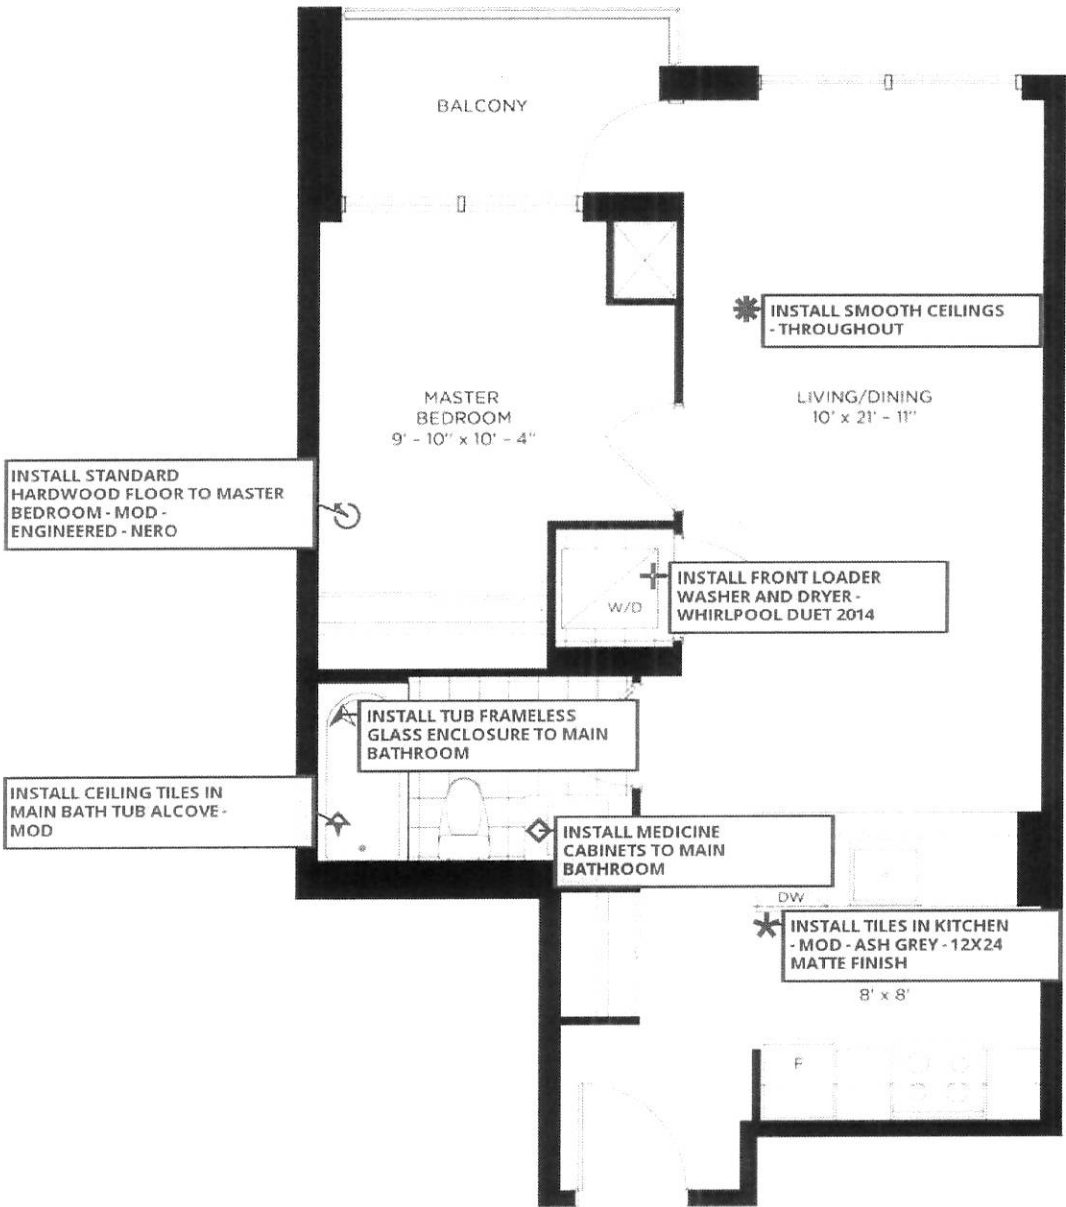 BALCONY
INSTALL SMOOTH CEILINGS
- THROUGHOUT
MASTER
BEDROOM
9' - 10" x 10' - 4"
LIVING/DINING
10' x 21' - 11"
INSTALL STANDARD
HARDWOOD FLOOR TO MASTER
BEDROOM - MOD -
ENGINEERED - NERO
W/D
INSTALL FRONT LOADER
WASHER AND DRYER -
WHIRLPOOL DUET 2014
INSTALL TUB FRAMELESS
GLASS ENCLOSURE TO MAIN
BATHROOM
INSTALL CEILING TILES IN
MAIN BATH TUB ALCOVE -
MOD
INSTALL MEDICINE
CABINETS TO MAIN
BATHROOM
DW
INSTALL TILES IN KITCHEN
- MOD - ASH GREY - 12X24
MATTE FINISH
8' x 8'
F